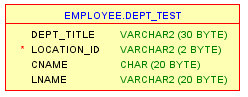 EMPLOYEE.DEPT_TEST
DEPT_TITLE VARCHAR2 (30 BYTE)
* LOCATION_ID VARCHAR2 (2 BYTE)
CNAME CHAR (20 BYTE)
LNAME VARCHAR2 (20 BYTE)